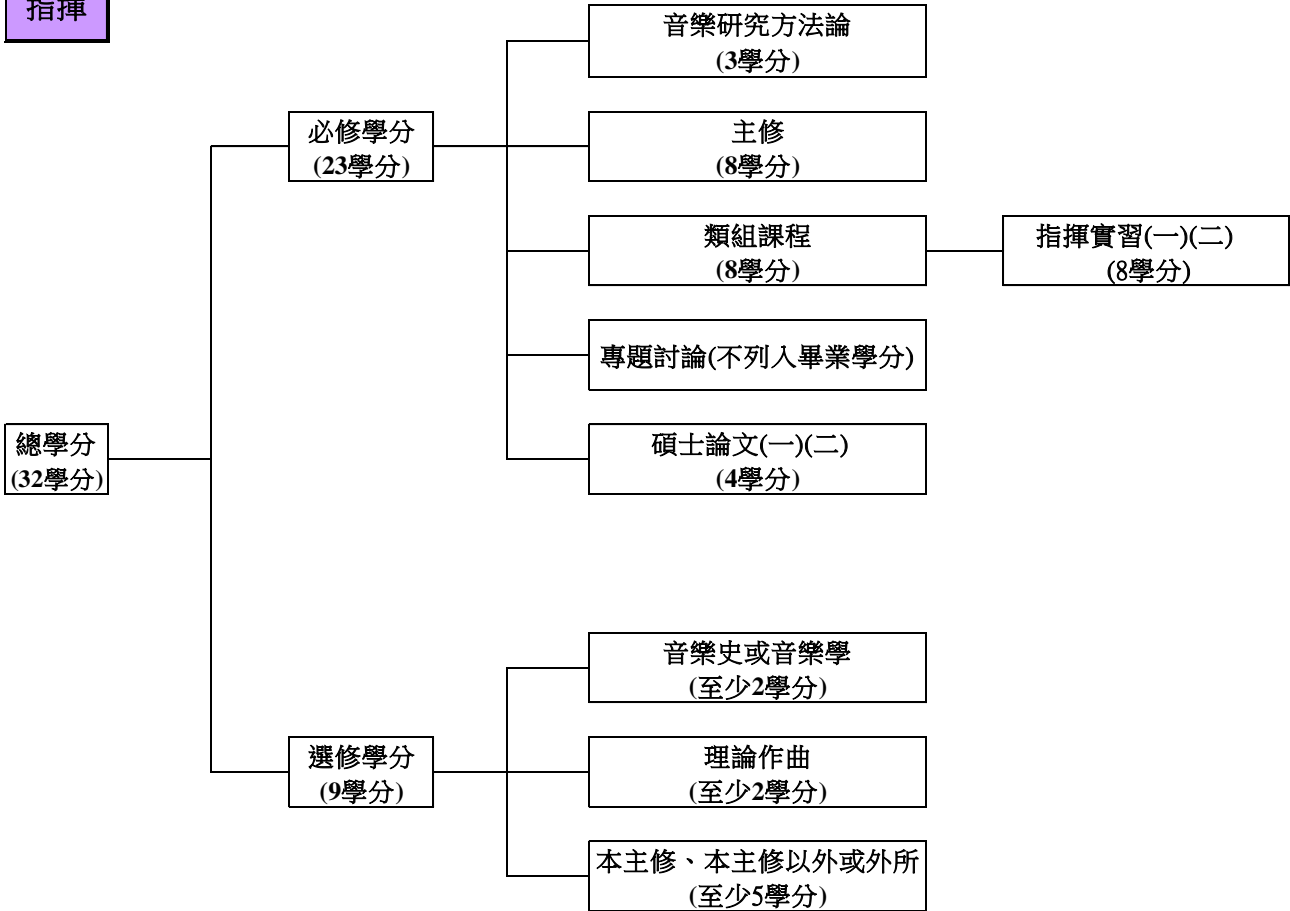 指揮
音樂研究方法論
(3學分)
必修學分
(23學分)
主修
(8學分)
類組課程
(8學分)
指揮實習(一)(二)
(8學分)
專題討論(不列入畢業學分)
碩士論文(一)(二)
(4學分)
總學分
(32學分)
音樂史或音樂學
(至少2學分)
選修學分
(9學分)
理論作曲
(至少2學分)
本主修、本主修以外或外所
(至少5學分)